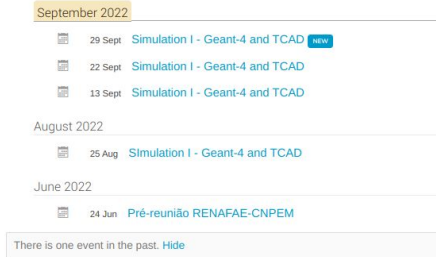 September 2022
29 Sept Simulation I - Geant-4 and TCAD NEW
22 Sept Simulation I - Geant-4 and TCAD
13 Sept Simulation I - Geant-4 and TCAD
August 2022
25 Aug SImulation I - Geant-4 and TCAD
June 2022
24 Jun Pré-reunião RENAFAE-CNPEM
There is one event in the past. Hide